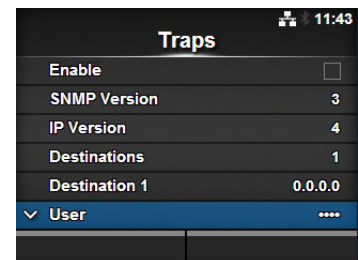 11:43
Traps
Enable
SNMP Version 3
IP Version 4
Destinations 1
Destination 1 0.0.0.0
User ••••